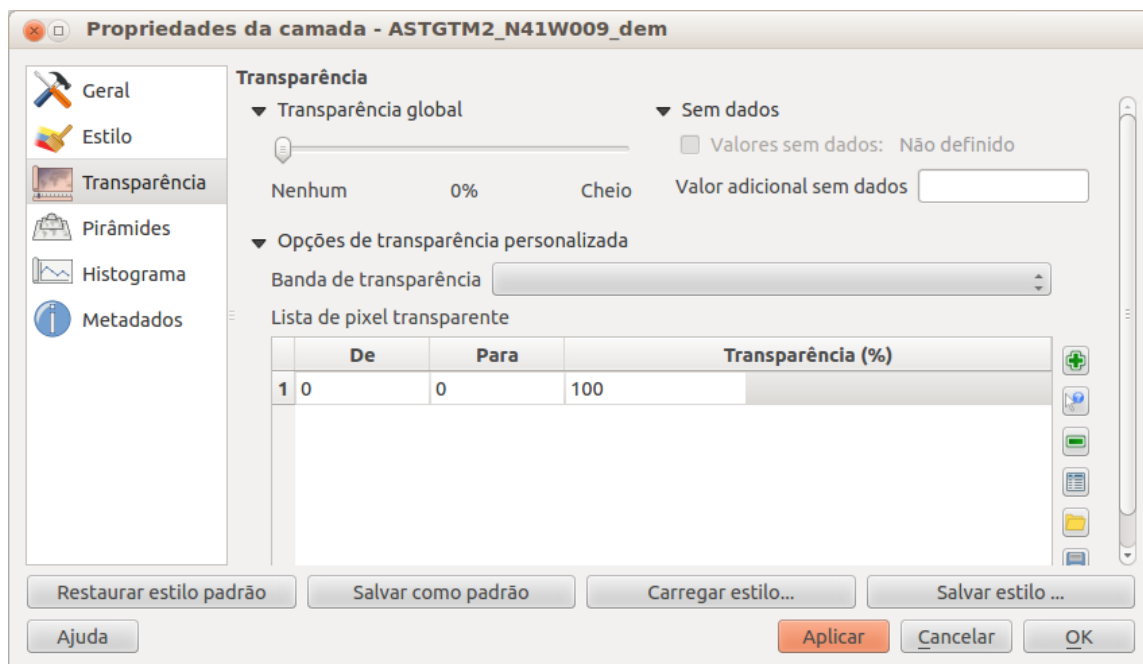 Propriedades da camada - ASTGTM2_N41W009_dem
Geral
Estilo
Transparência
Pirâmides
Histograma
Metadados
Transparência
Transparência global
Nenhum 0% Cheio
Sem dados
Valores sem dados: Não definido
Valor adicional sem dados
Opções de transparência personalizada
Banda de transparência
Lista de pixel transparente
De Para Transparência (%)
1 0 0 100
Restaurar estilo padrão Salvar como padrão Carregar estilo... Salvar estilo ...
Ajuda Aplicar Cancelar OK